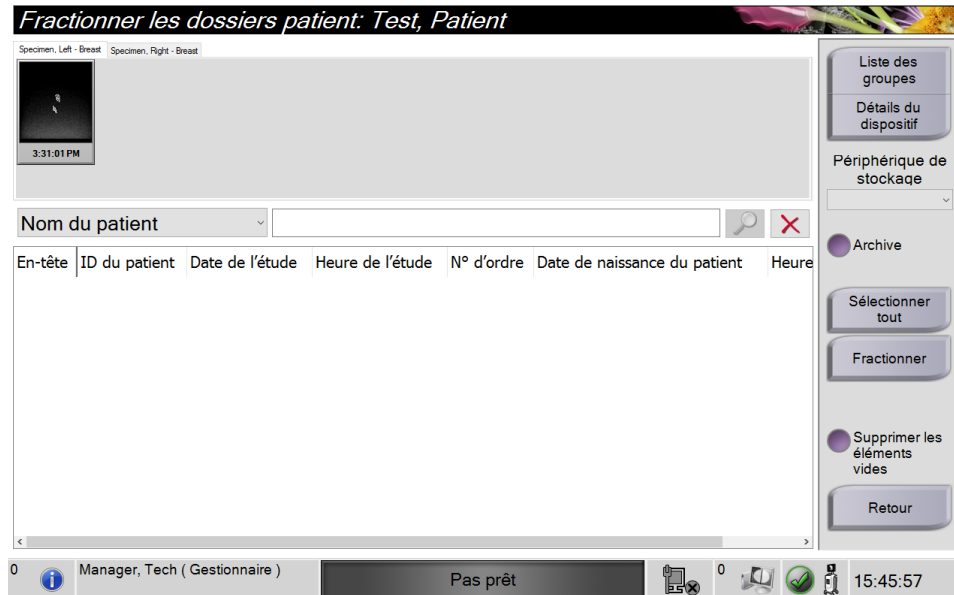 Fractionner les dossiers patient: Test, Patient
Specimen, Left - Breast
Specimen, Right - Breast
3:31:01 PM
Liste des
groupes
Détails du
dispositif
Périphérique de
stockage
Nom du patient
Archive
En-tête ID du patient Date de l'étude Heure de l'étude N° d'ordre Date de naissance du patient Heure
Sélectionner
tout
Fractionner
Supprimer les
éléments
vides
Retour
0 Manager, Tech ( Gestionnaire ) Pas prêt 0 15:45:57